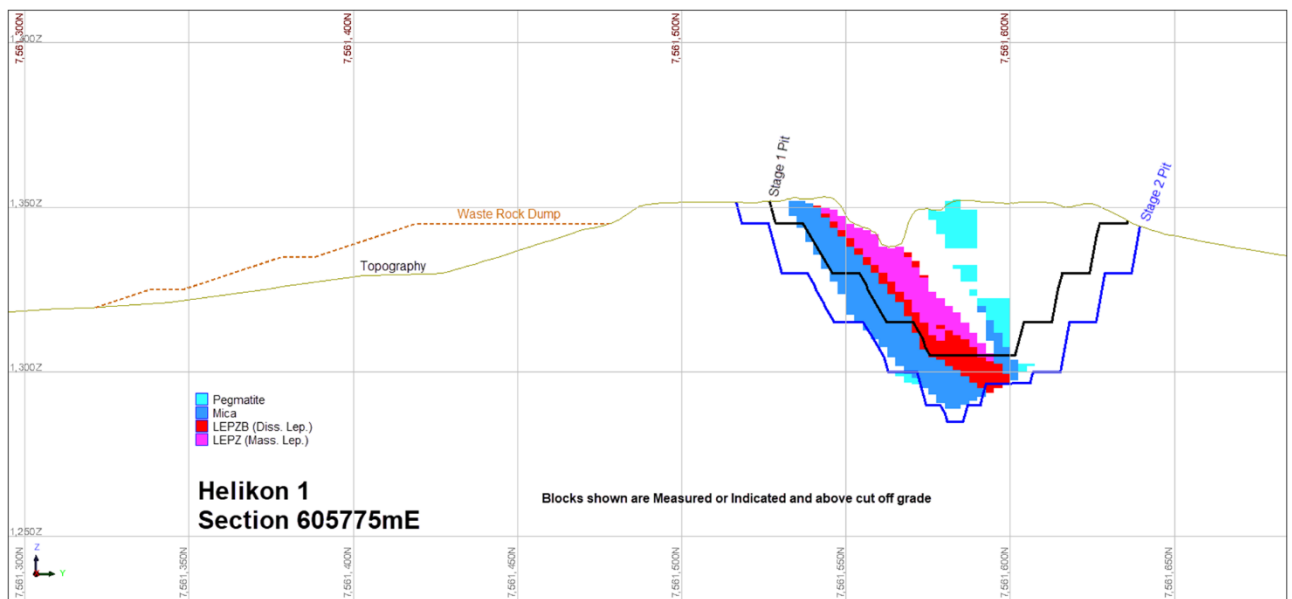 7,561,300N
7,561,400N
7,561,500N
7,561,600N
1,400Z
1,350Z
1,300Z
1,250Z
Stage 1 Pit
Stage 2 Pit
Waste Rock Dump
Topography
Pegmatite
Mica
LEPZB (Diss. Lep.)
LEPZ (Mass. Lep.)
Helikon 1
Section 605775mE
Blocks shown are Measured or Indicated and above cut off grade
Z
Y
7,561,300N
7,561,350N
7,561,400N
7,561,450N
7,561,500N
7,561,550N
7,561,600N
7,561,650N